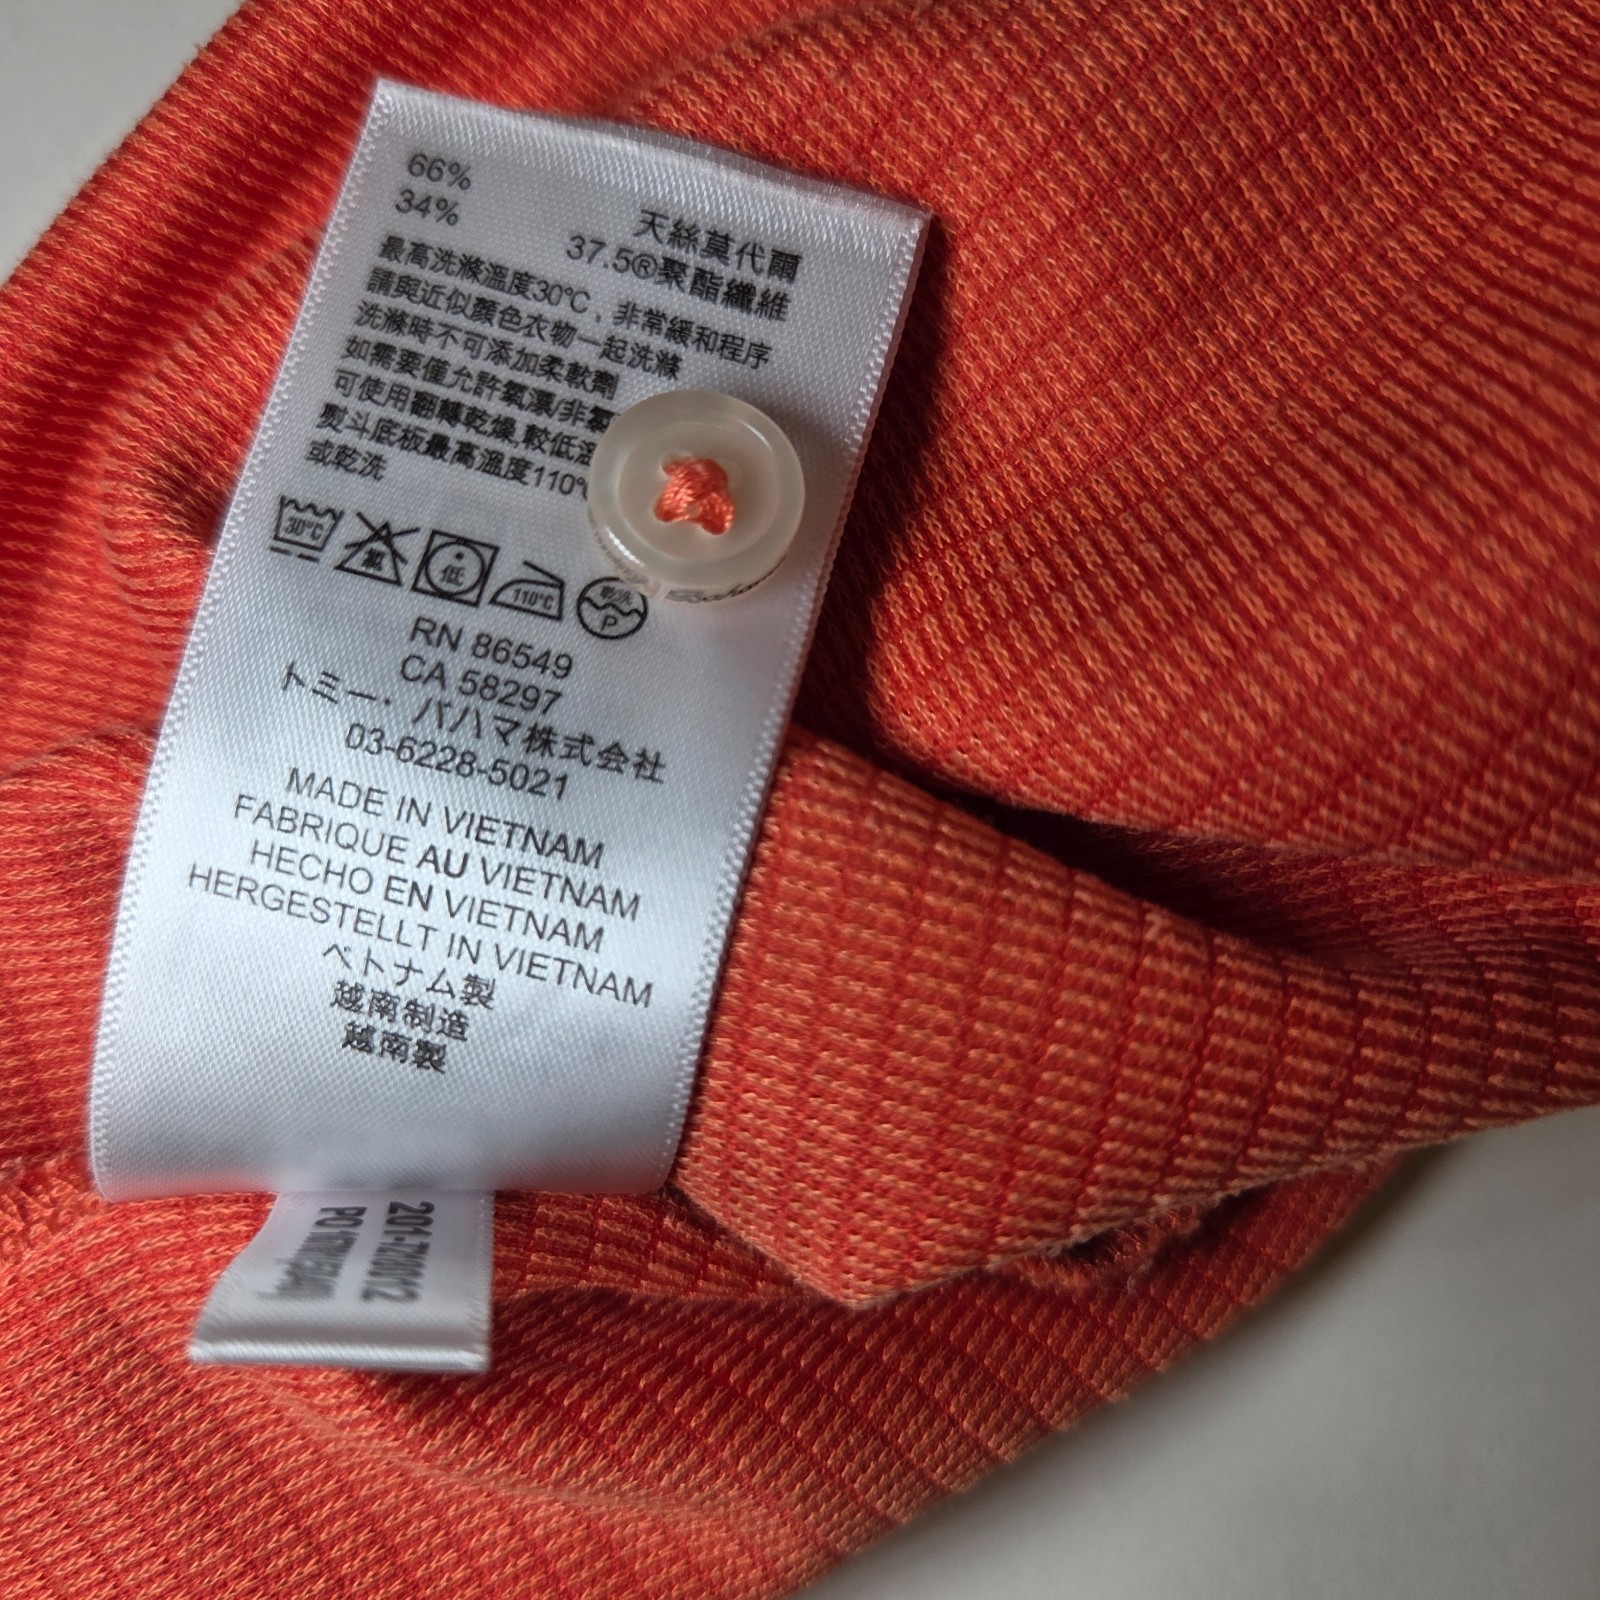 66% 天絲莫代爾
34% 37.5®聚酯纖維
最高洗滌溫度30℃，非常緩和程序
請與近似顏色衣物一起洗滌
洗滌時不可添加柔軟劑
如需要僅允許氧漂/非氯
可使用翻轉乾燥,較低溫
熨斗底板最高溫度110℃
或乾洗
30℃ 氯 低 110℃ 乾洗 P
RN 86549
CA 58297
トミー．バハマ株式会社
03-6228-5021
MADE IN VIETNAM
FABRIQUE AU VIETNAM
HECHO EN VIETNAM
HERGESTELLT IN VIETNAM
ベトナム製
越南制造
越南製